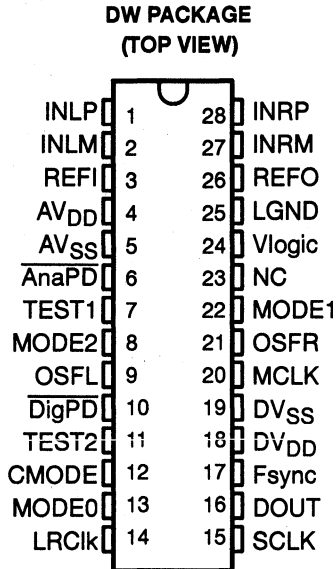 DW PACKAGE
(TOP VIEW)
INLP 1 28 INRP
INLM 2 27 INRM
REFI 3 26 REFO
AVDD 4 25 LGND
AVSS 5 24 Vlogic
AnaPD 6 23 NC
TEST1 7 22 MODE1
MODE2 8 21 OSFR
OSFL 9 20 MCLK
DigPD 10 19 DVSS
TEST2 11 18 DVDD
CMODE 12 17 Fsync
MODE0 13 16 DOUT
LRClk 14 15 SCLK